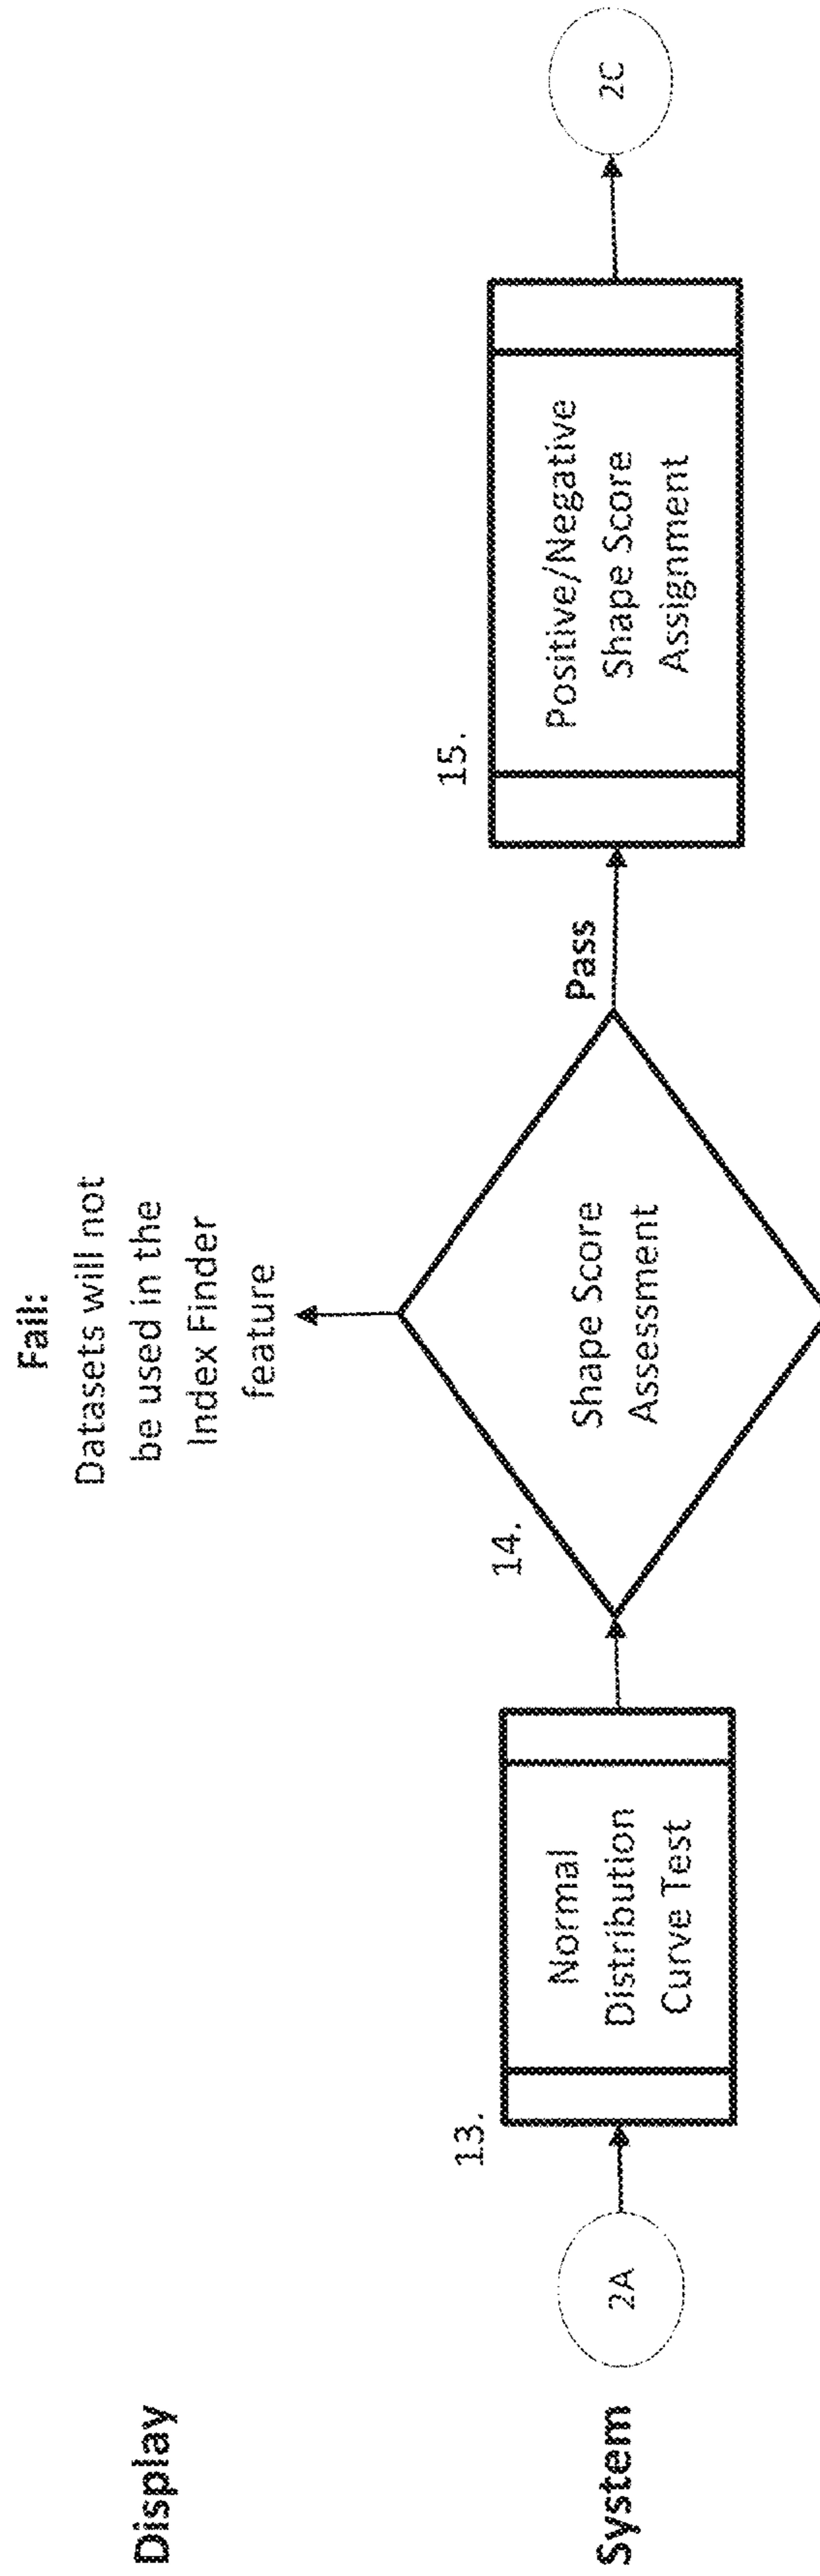 Display
Fail:
Datasets will not
be used in the
Index Finder
feature
System
2A
13.
Normal
Distribution
Curve Test
14.
Shape Score
Assessment
Pass
15.
Positive/Negative
Shape Score
Assignment
2C